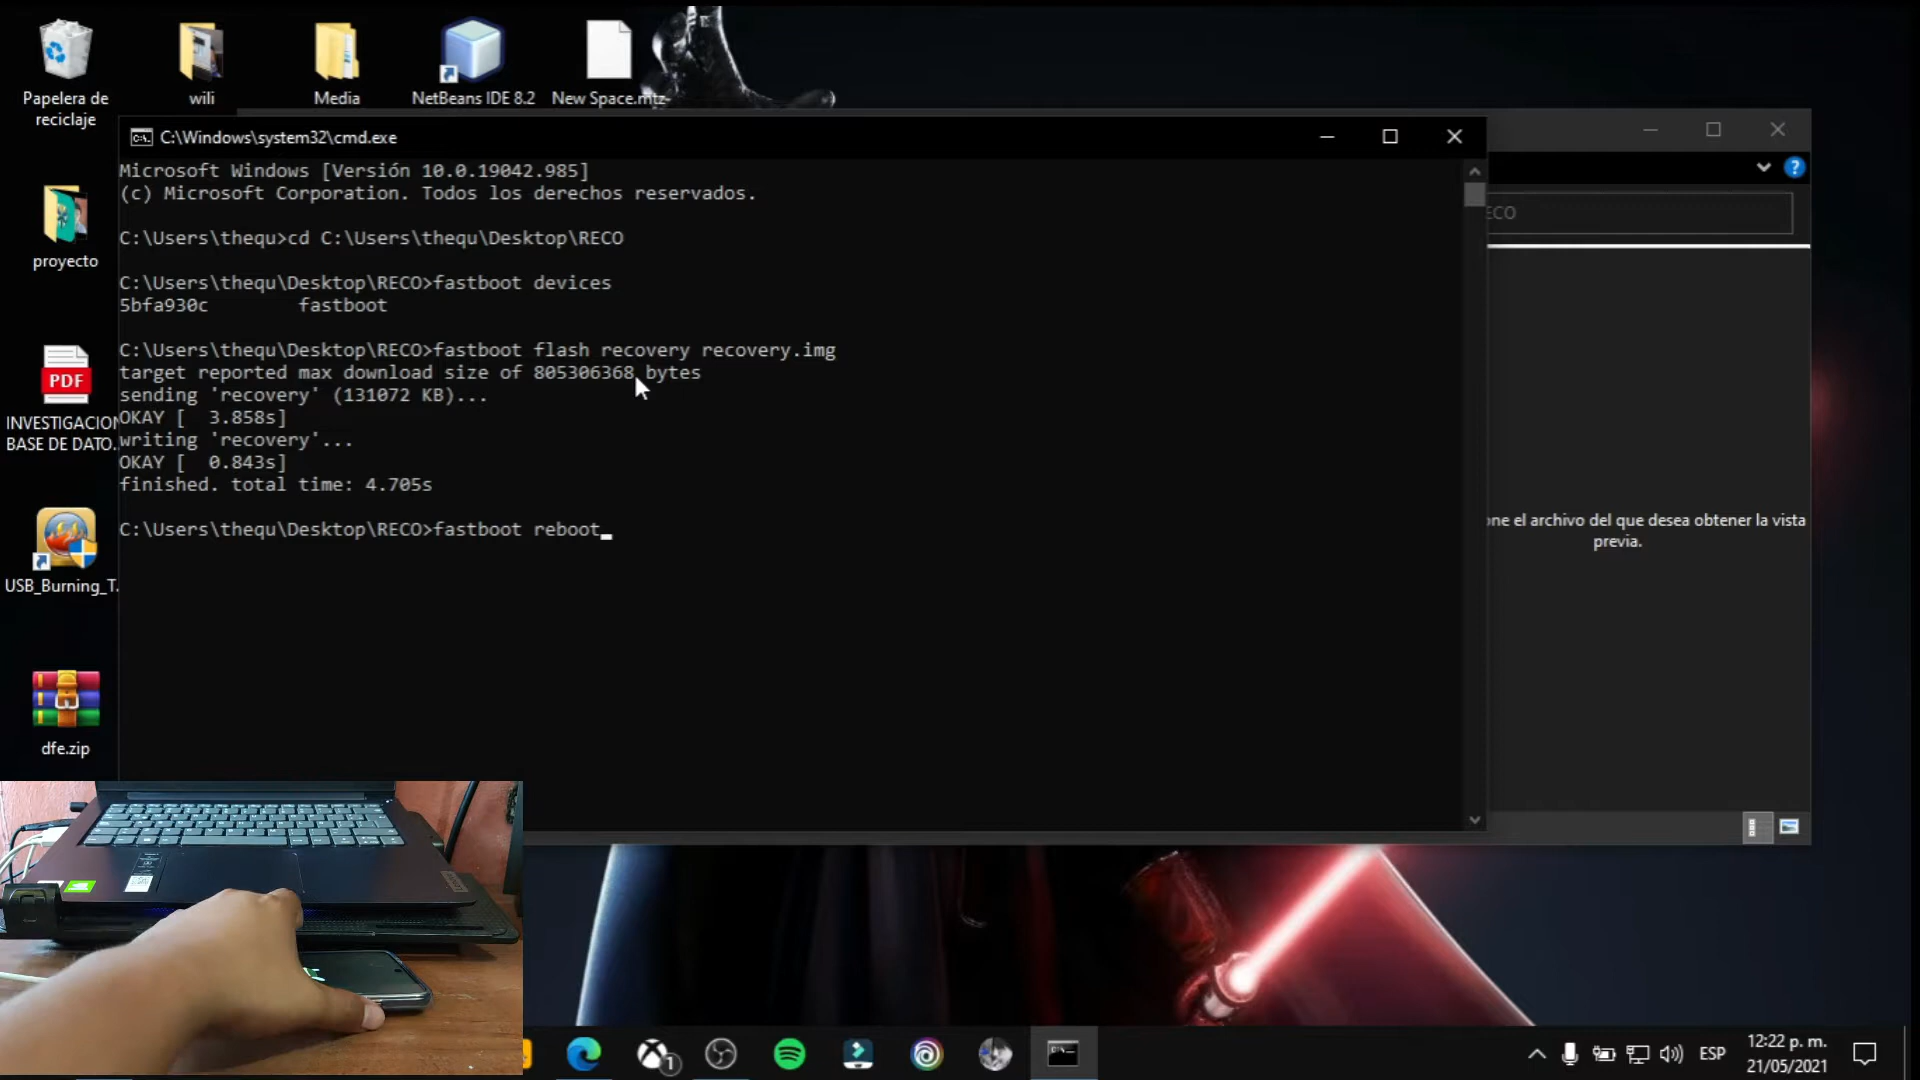 Papelera de
reciclaje
wili
Media
NetBeans IDE 8.2
New Space.mtz-
proyecto
PDF
INVESTIGACION
BASE DE DATO..
USB_Burning_T..
dfe.zip
C:\Windows\system32\cmd.exe
Microsoft Windows [Versión 10.0.19042.985]
(c) Microsoft Corporation. Todos los derechos reservados.
C:\Users\thequ>cd C:\Users\thequ\Desktop\RECO
C:\Users\thequ\Desktop\RECO>fastboot devices
5bfa930c        fastboot
C:\Users\thequ\Desktop\RECO>fastboot flash recovery recovery.img
target reported max download size of 805306368 bytes
sending 'recovery' (131072 KB)...
OKAY [  3.858s]
writing 'recovery'...
OKAY [  0.843s]
finished. total time: 4.705s
C:\Users\thequ\Desktop\RECO>fastboot reboot_
ECO
one el archivo del que desea obtener la vista
previa.
1
ESP
12:22 p. m.
21/05/2021